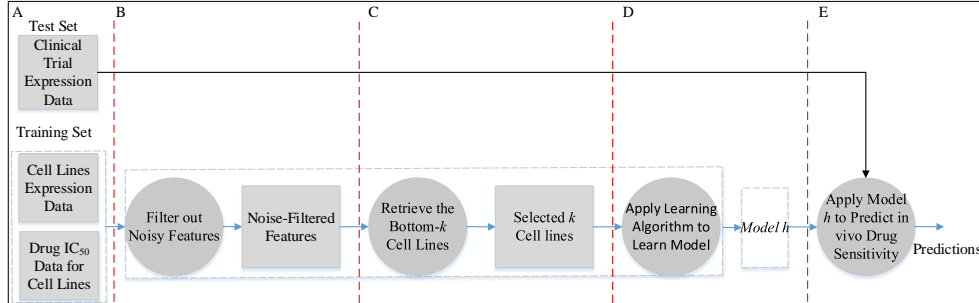 A
B
C
D
E
Test Set
Clinical
Trial
Expression
Data
Training Set
Cell Lines
Expression
Data
Drug IC₅₀
Data for
Cell Lines
Filter out
Noisy Features
Noise-Filtered
Features
Retrieve the
Bottom-k
Cell Lines
Selected k
Cell lines
Apply Learning
Algorithm to
Learn Model
Model h
Apply Model
h to Predict in
vivo Drug
Sensitivity
Predictions